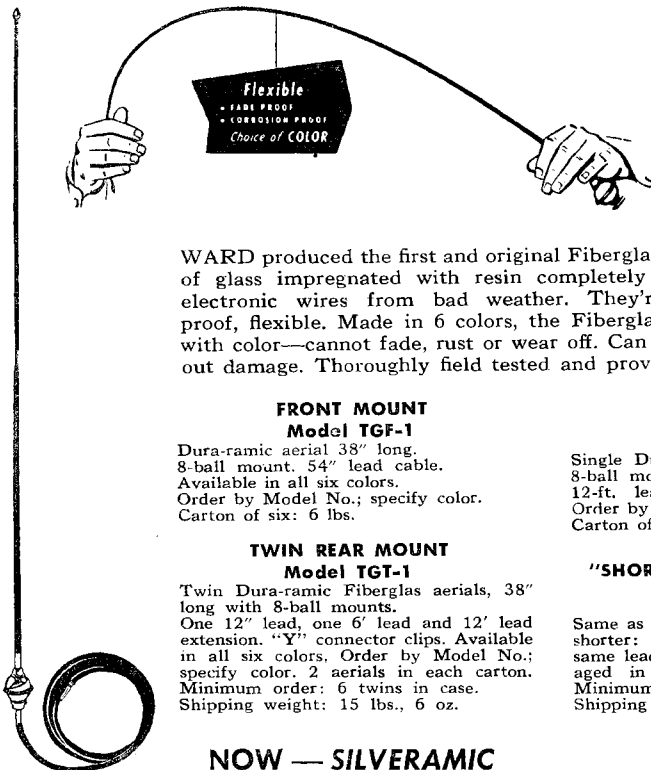 Flexible
• FADE PROOF
• CORROSION PROOF
Choice of COLOR
WARD produced the first and original Fibergla
of glass impregnated with resin completely
electronic wires from bad weather. They'r
proof, flexible. Made in 6 colors, the Fibergla
with color—cannot fade, rust or wear off. Can
out damage. Thoroughly field tested and prov
FRONT MOUNT
Model TGF-1
Dura-ramic aerial 38" long.
8-ball mount. 54" lead cable.
Available in all six colors.
Order by Model No.; specify color.
Carton of six: 6 lbs.
TWIN REAR MOUNT
Model TGT-1
Twin Dura-ramic Fiberglas aerials, 38"
long with 8-ball mounts.
One 12" lead, one 6' lead and 12' lead
extension. "Y" connector clips. Available
in all six colors, Order by Model No.;
specify color. 2 aerials in each carton.
Minimum order: 6 twins in case.
Shipping weight: 15 lbs., 6 oz.
Single D
8-ball mo
12-ft. lea
Order by
Carton of
"SHOR
Same as
shorter:
same lead
aged in
Minimum
Shipping
NOW — SILVERAMIC